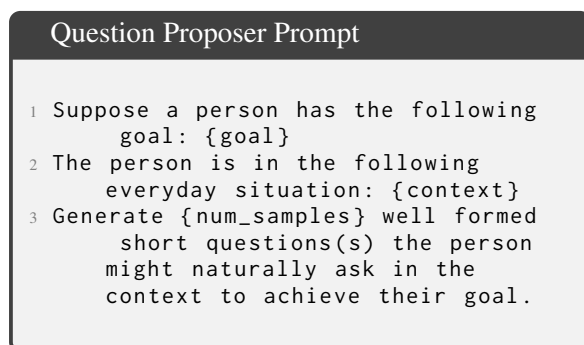 Question Proposer Prompt
1 Suppose a person has the following
goal: {goal}
2 The person is in the following
everyday situation: {context}
3 Generate {num_samples} well formed
short questions(s) the person
might naturally ask in the
context to achieve their goal.